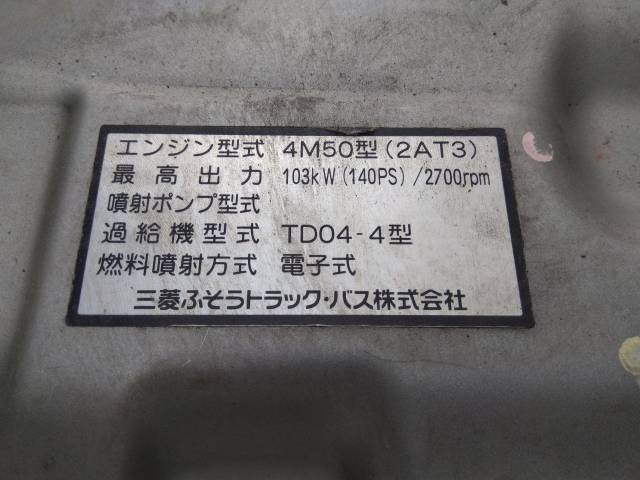 エンジン型式 4M50型(2AT3)
最高出力 103kW(140PS)/2700rpm
噴射ポンプ型式
過給機型式 TD04-4型
燃料噴射方式 電子式
三菱ふそうトラック・バス株式会社